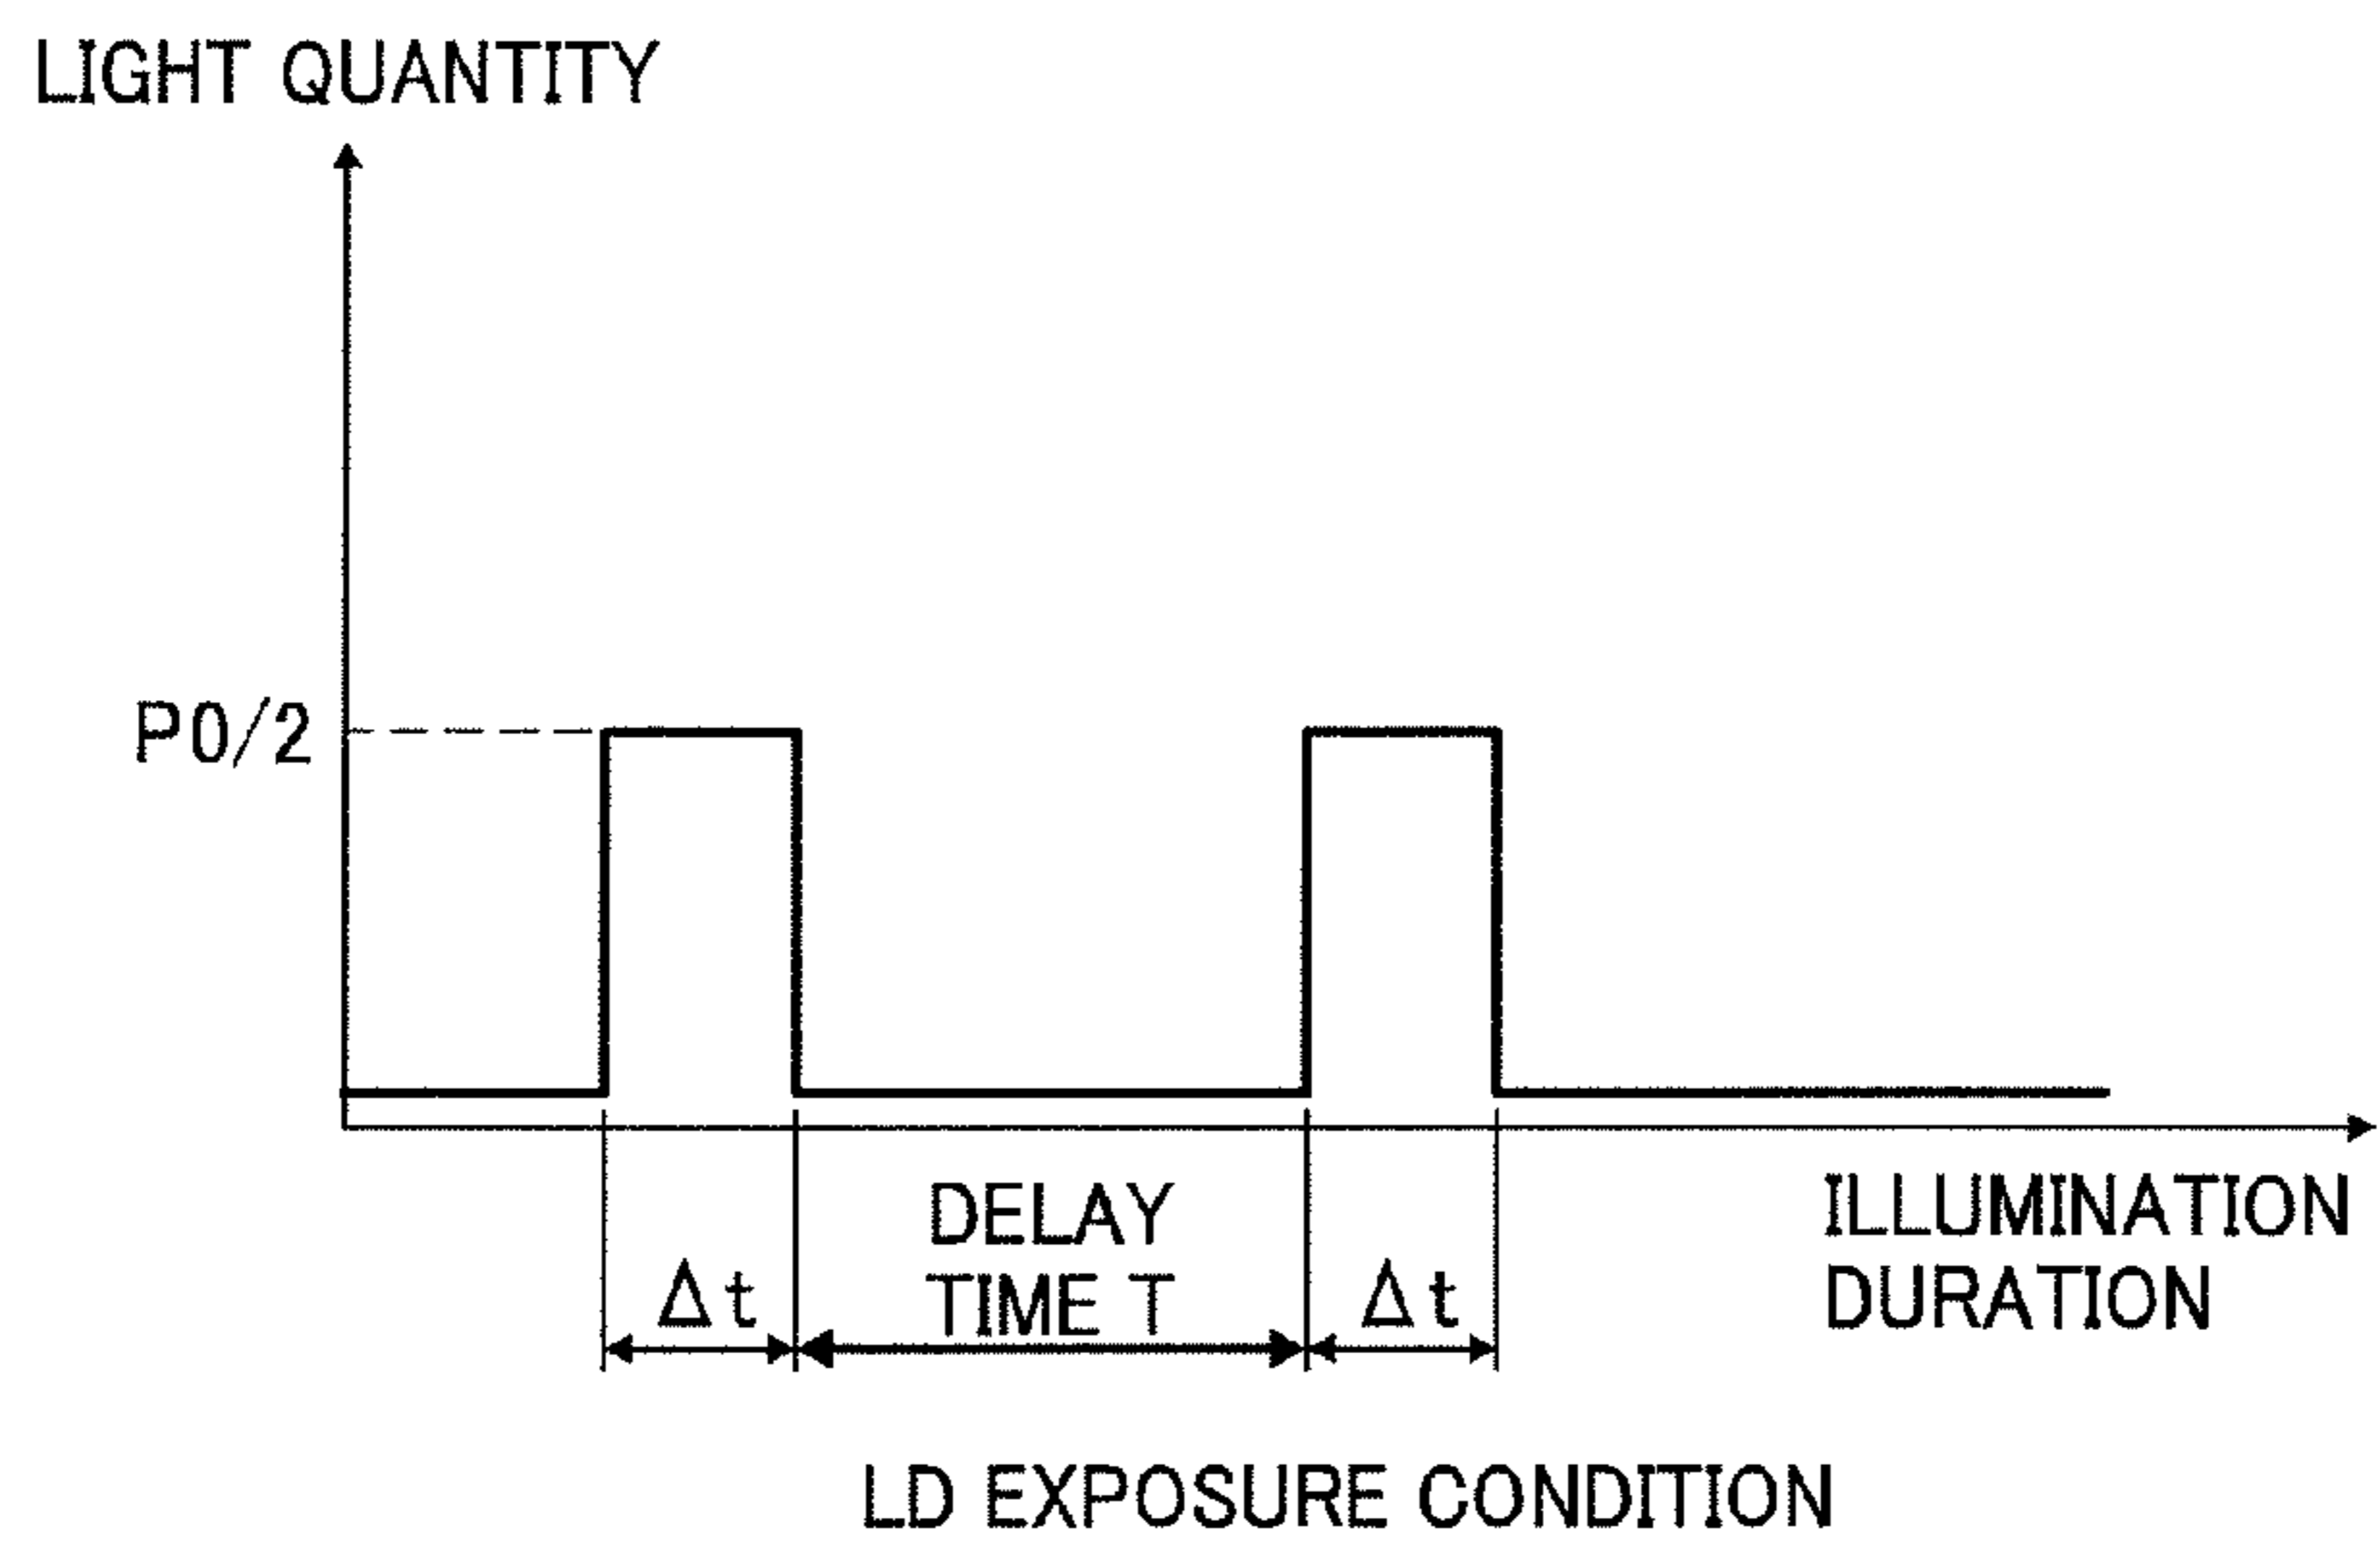 LIGHT QUANTITY
P0/2
DELAY
TIME T
Δt
Δt
ILLUMINATION
DURATION
LD EXPOSURE CONDITION